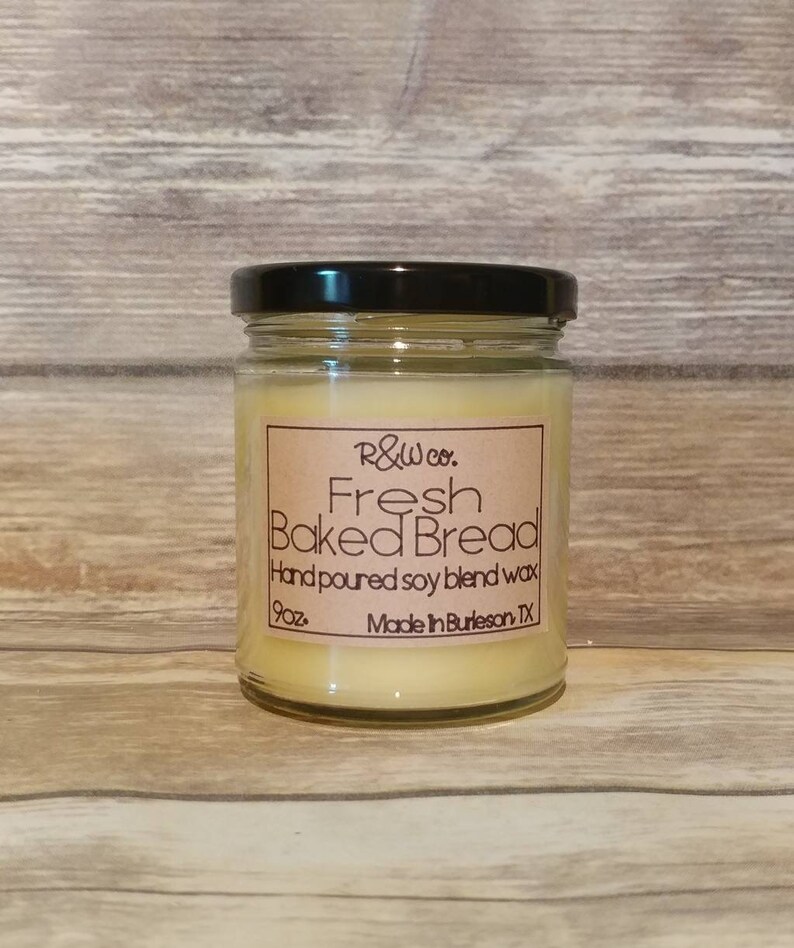 R&W co.
Fresh
Baked Bread
Hand poured soy blend wax
9oz.
Made In Burleson, TX